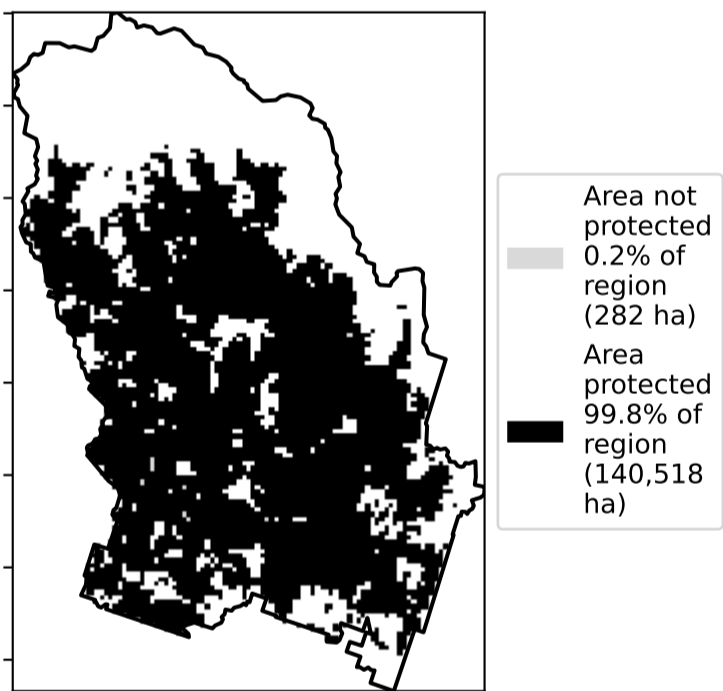 Area not
protected
0.2% of
region
(282 ha)
Area
protected
99.8% of
region
(140,518
ha)